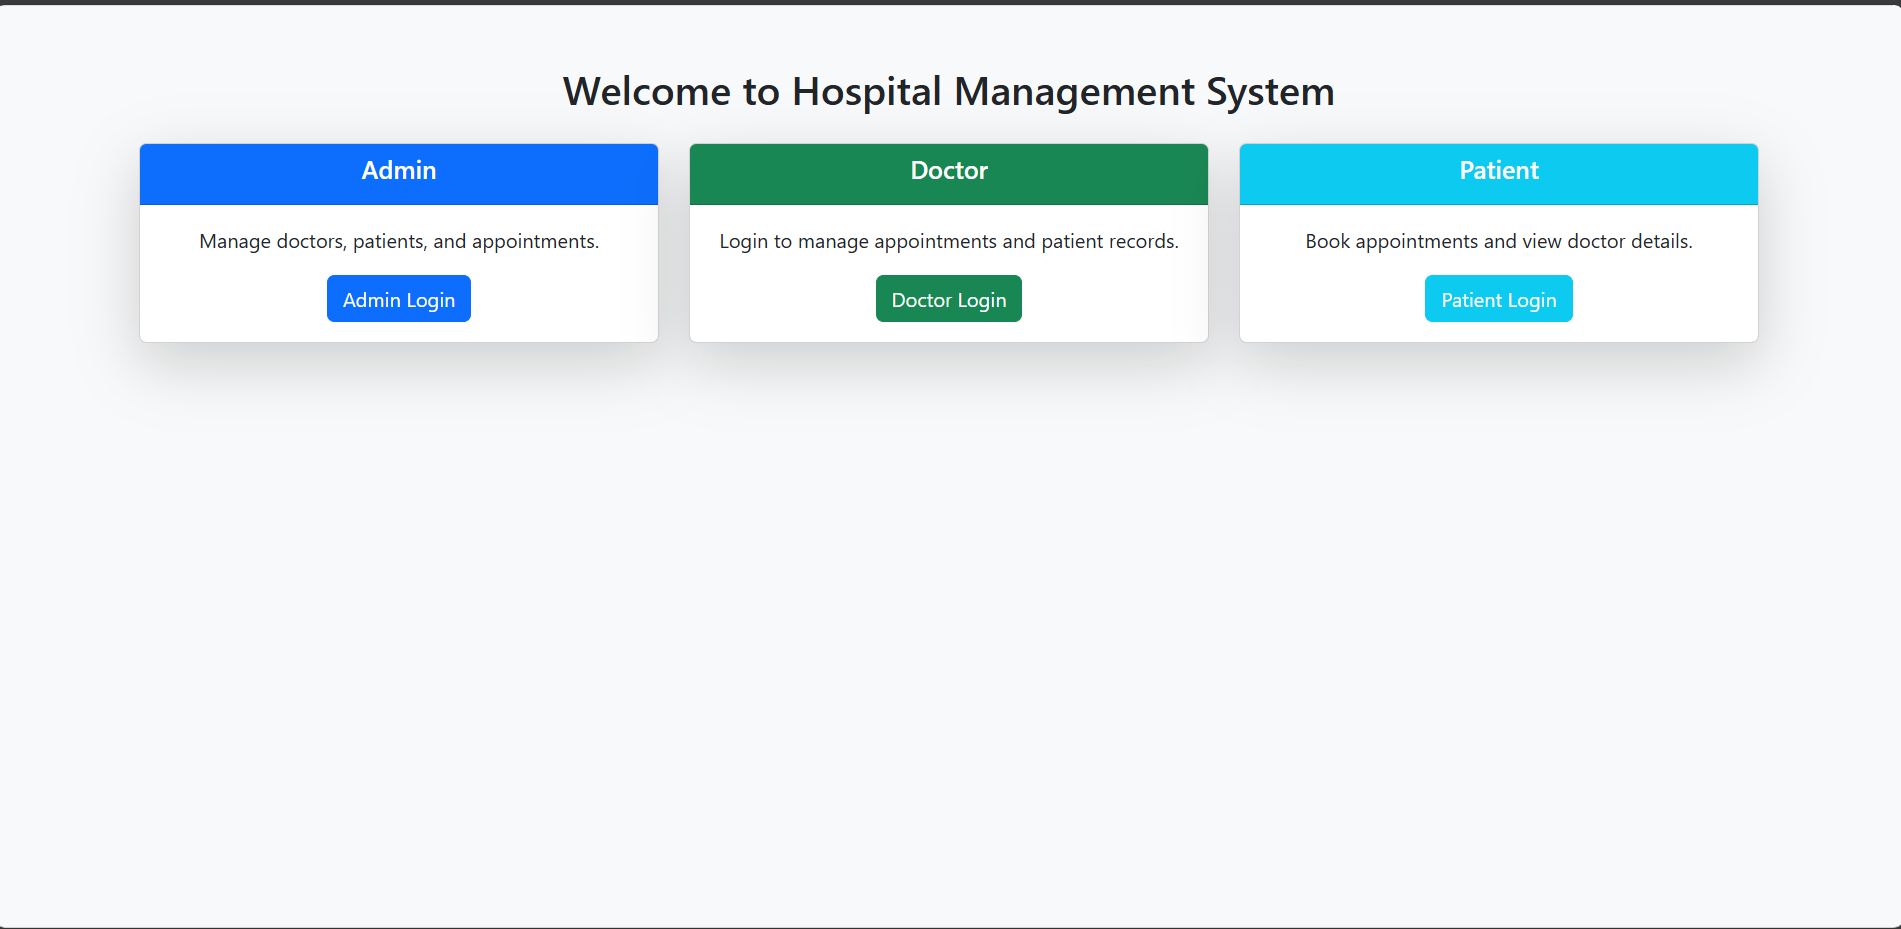 Welcome to Hospital Management System
Admin
Manage doctors, patients, and appointments.
Admin Login
Doctor
Login to manage appointments and patient records.
Doctor Login
Patient
Book appointments and view doctor details.
Patient Login